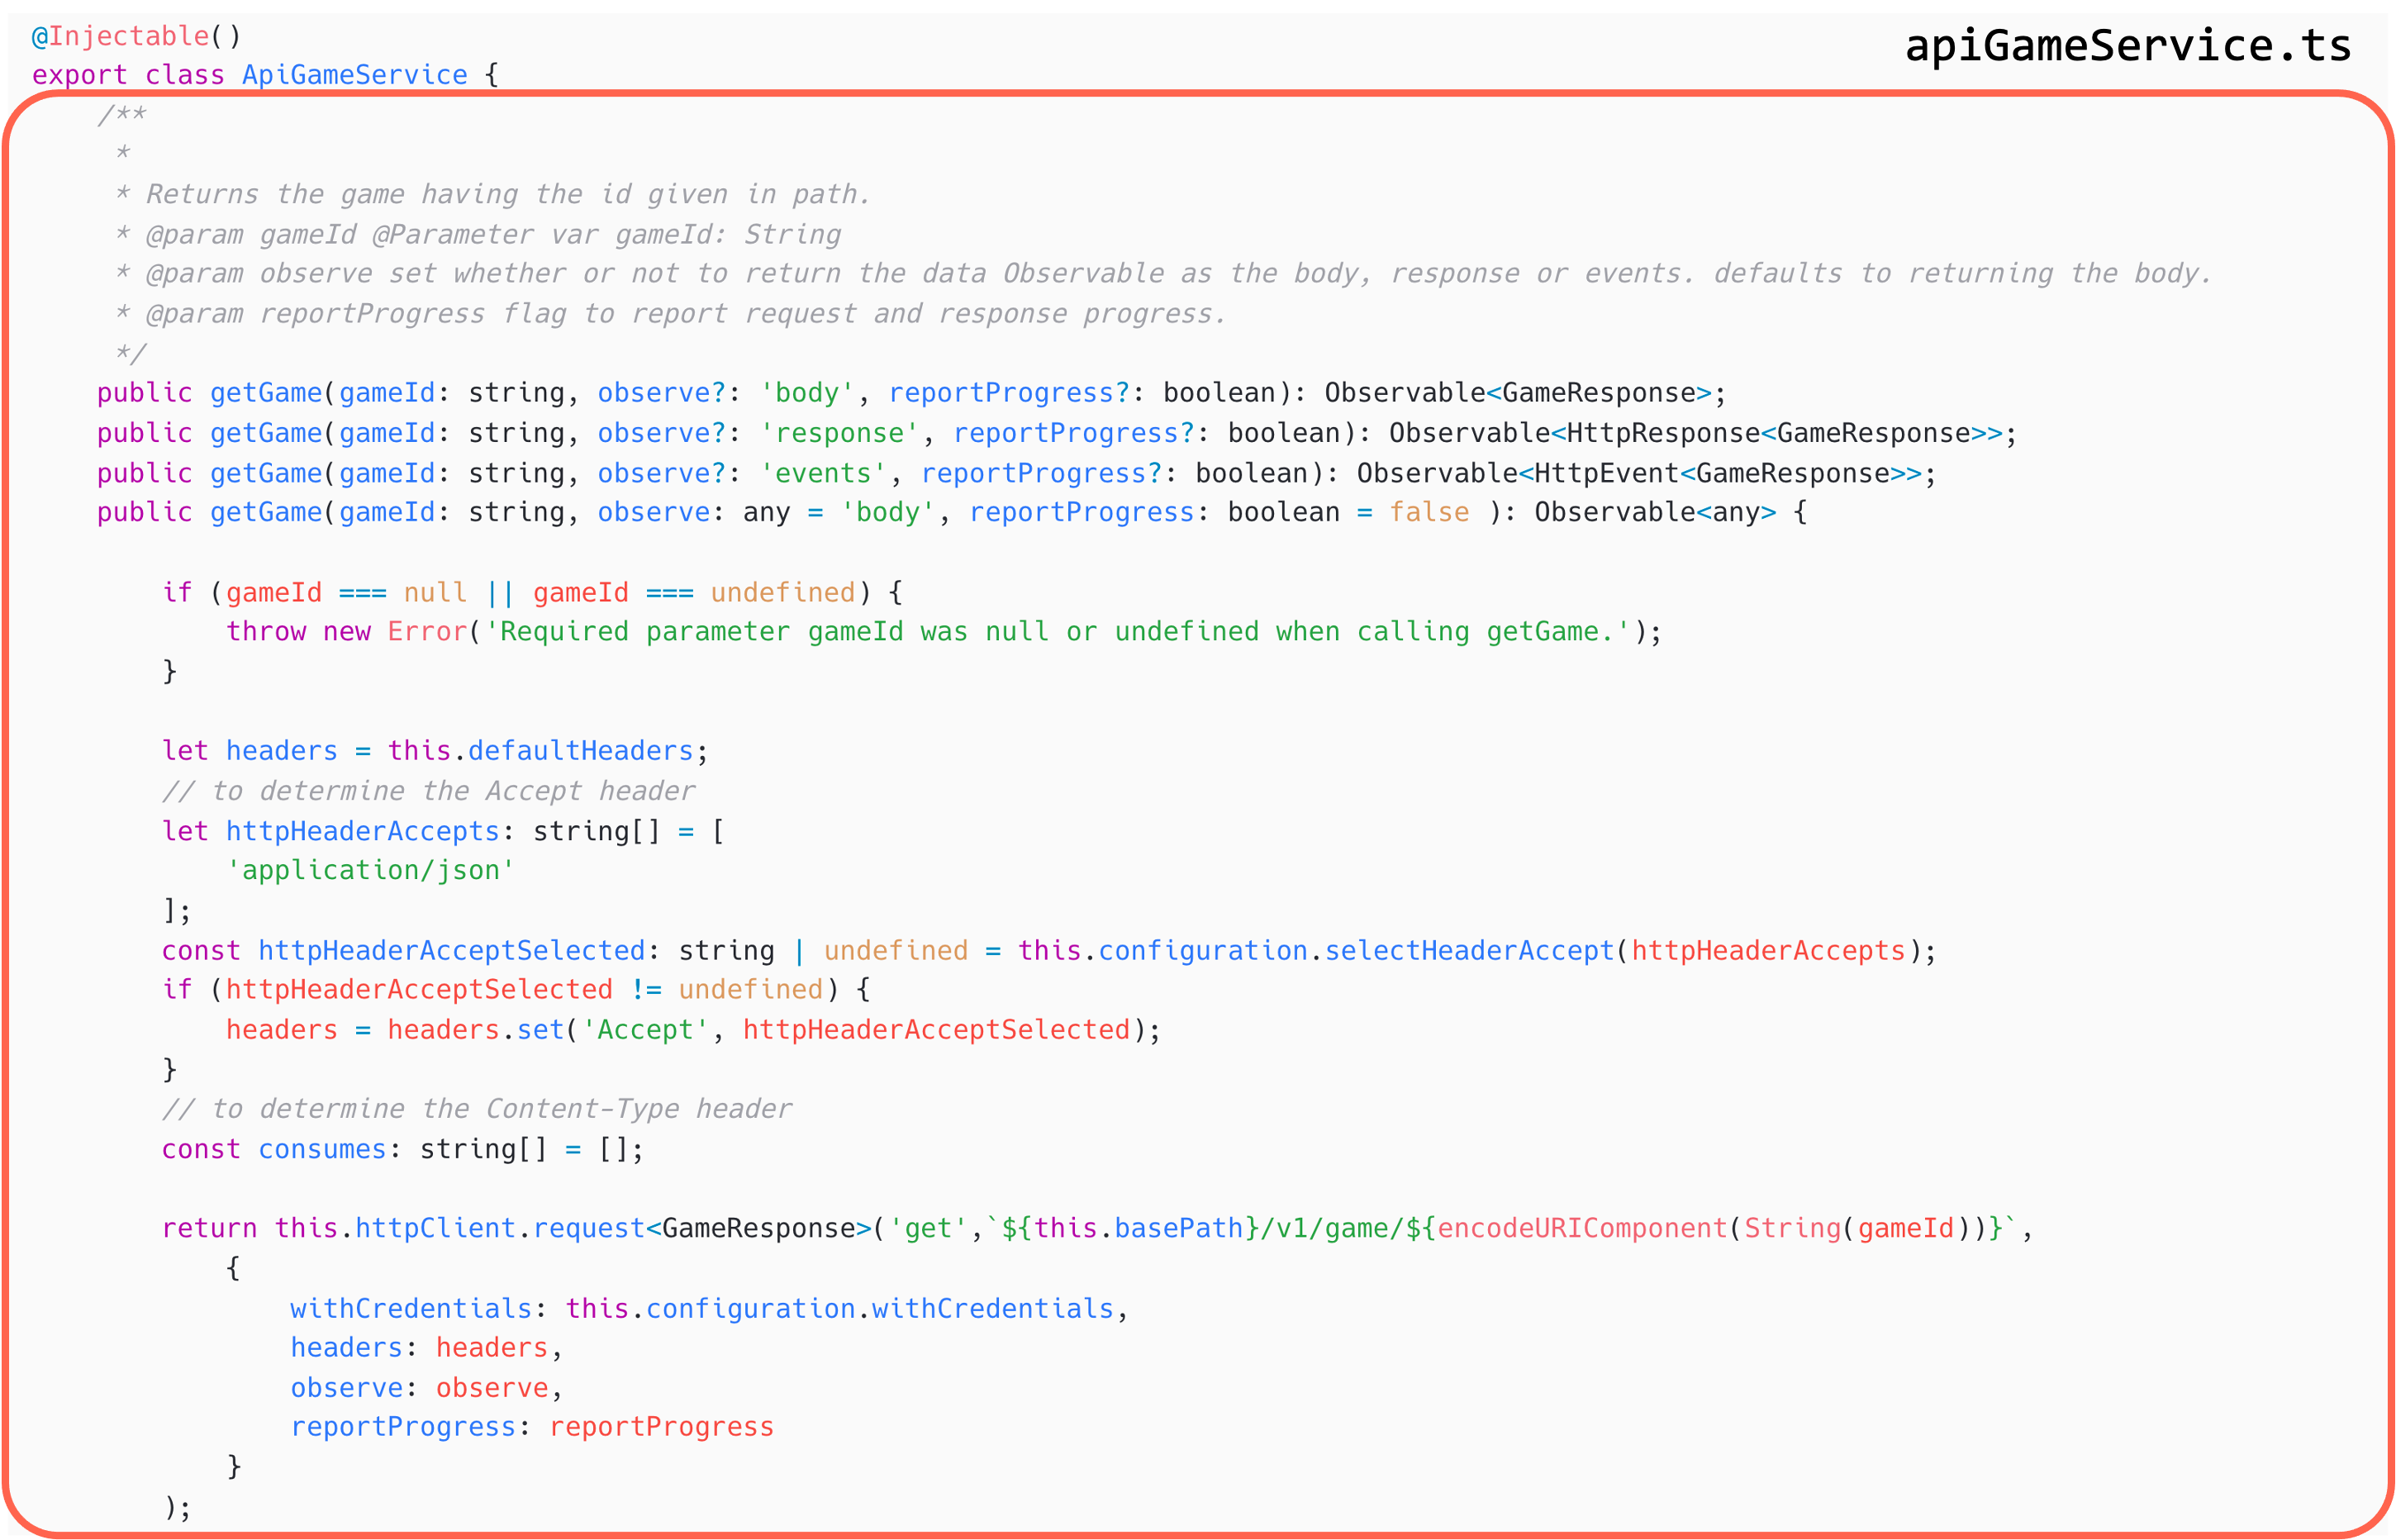 @Injectable()
apiGameService.ts
export class ApiGameService {
    /**
     *
     * Returns the game having the id given in path.
     * @param gameId @Parameter var gameId: String
     * @param observe set whether or not to return the data Observable as the body, response or events. defaults to returning the body.
     * @param reportProgress flag to report request and response progress.
     */
    public getGame(gameId: string, observe?: 'body', reportProgress?: boolean): Observable<GameResponse>;
    public getGame(gameId: string, observe?: 'response', reportProgress?: boolean): Observable<HttpResponse<GameResponse>>;
    public getGame(gameId: string, observe?: 'events', reportProgress?: boolean): Observable<HttpEvent<GameResponse>>;
    public getGame(gameId: string, observe: any = 'body', reportProgress: boolean = false ): Observable<any> {
        if (gameId === null || gameId === undefined) {
            throw new Error('Required parameter gameId was null or undefined when calling getGame.');
        }
        let headers = this.defaultHeaders;
        // to determine the Accept header
        let httpHeaderAccepts: string[] = [
            'application/json'
        ];
        const httpHeaderAcceptSelected: string | undefined = this.configuration.selectHeaderAccept(httpHeaderAccepts);
        if (httpHeaderAcceptSelected != undefined) {
            headers = headers.set('Accept', httpHeaderAcceptSelected);
        }
        // to determine the Content-Type header
        const consumes: string[] = [];
        return this.httpClient.request<GameResponse>('get',`${this.basePath}/v1/game/${encodeURIComponent(String(gameId))}`,
            {
                withCredentials: this.configuration.withCredentials,
                headers: headers,
                observe: observe,
                reportProgress: reportProgress
            }
        );